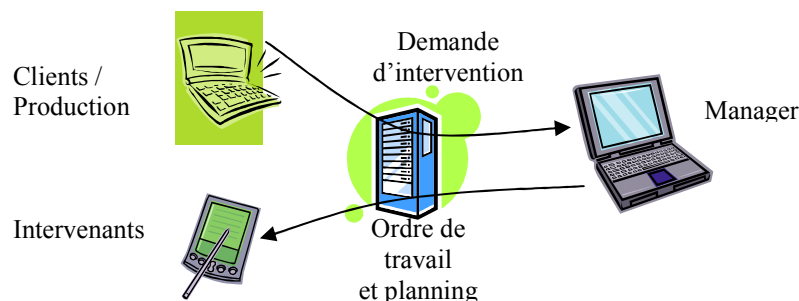 Demande
d’intervention
Clients /
Production
Manager
Intervenants
Ordre de
travail
et planning